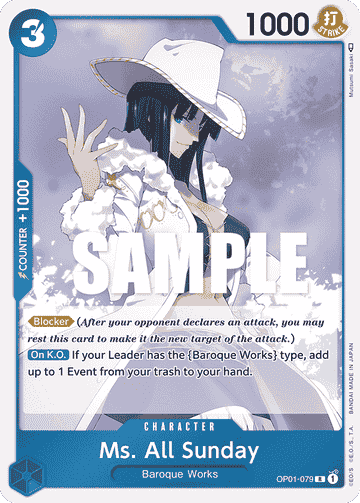 3
1000
打
STRIKE
Mutsumi Sasaki
COUNTER +1000
SAMPLE
Blocker (After your opponent declares an attack, you may
rest this card to make it the new target of the attack.)
On K.O. If your Leader has the {Baroque Works} type, add
up to 1 Event from your trash to your hand.
CHARACTER
Ms. All Sunday
Baroque Works
OP01-079 R 1
©E.O./S. ©E.O./S., T.A. BANDAI MADE IN JAPAN